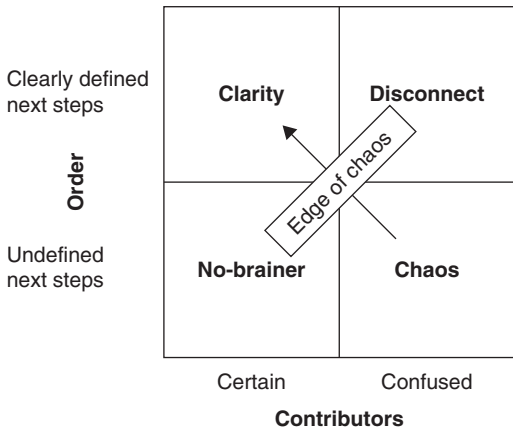 Clearly defined
next steps
Clarity
Disconnect
Order
Edge of chaos
Undefined
next steps
No-brainer
Chaos
Certain
Confused
Contributors